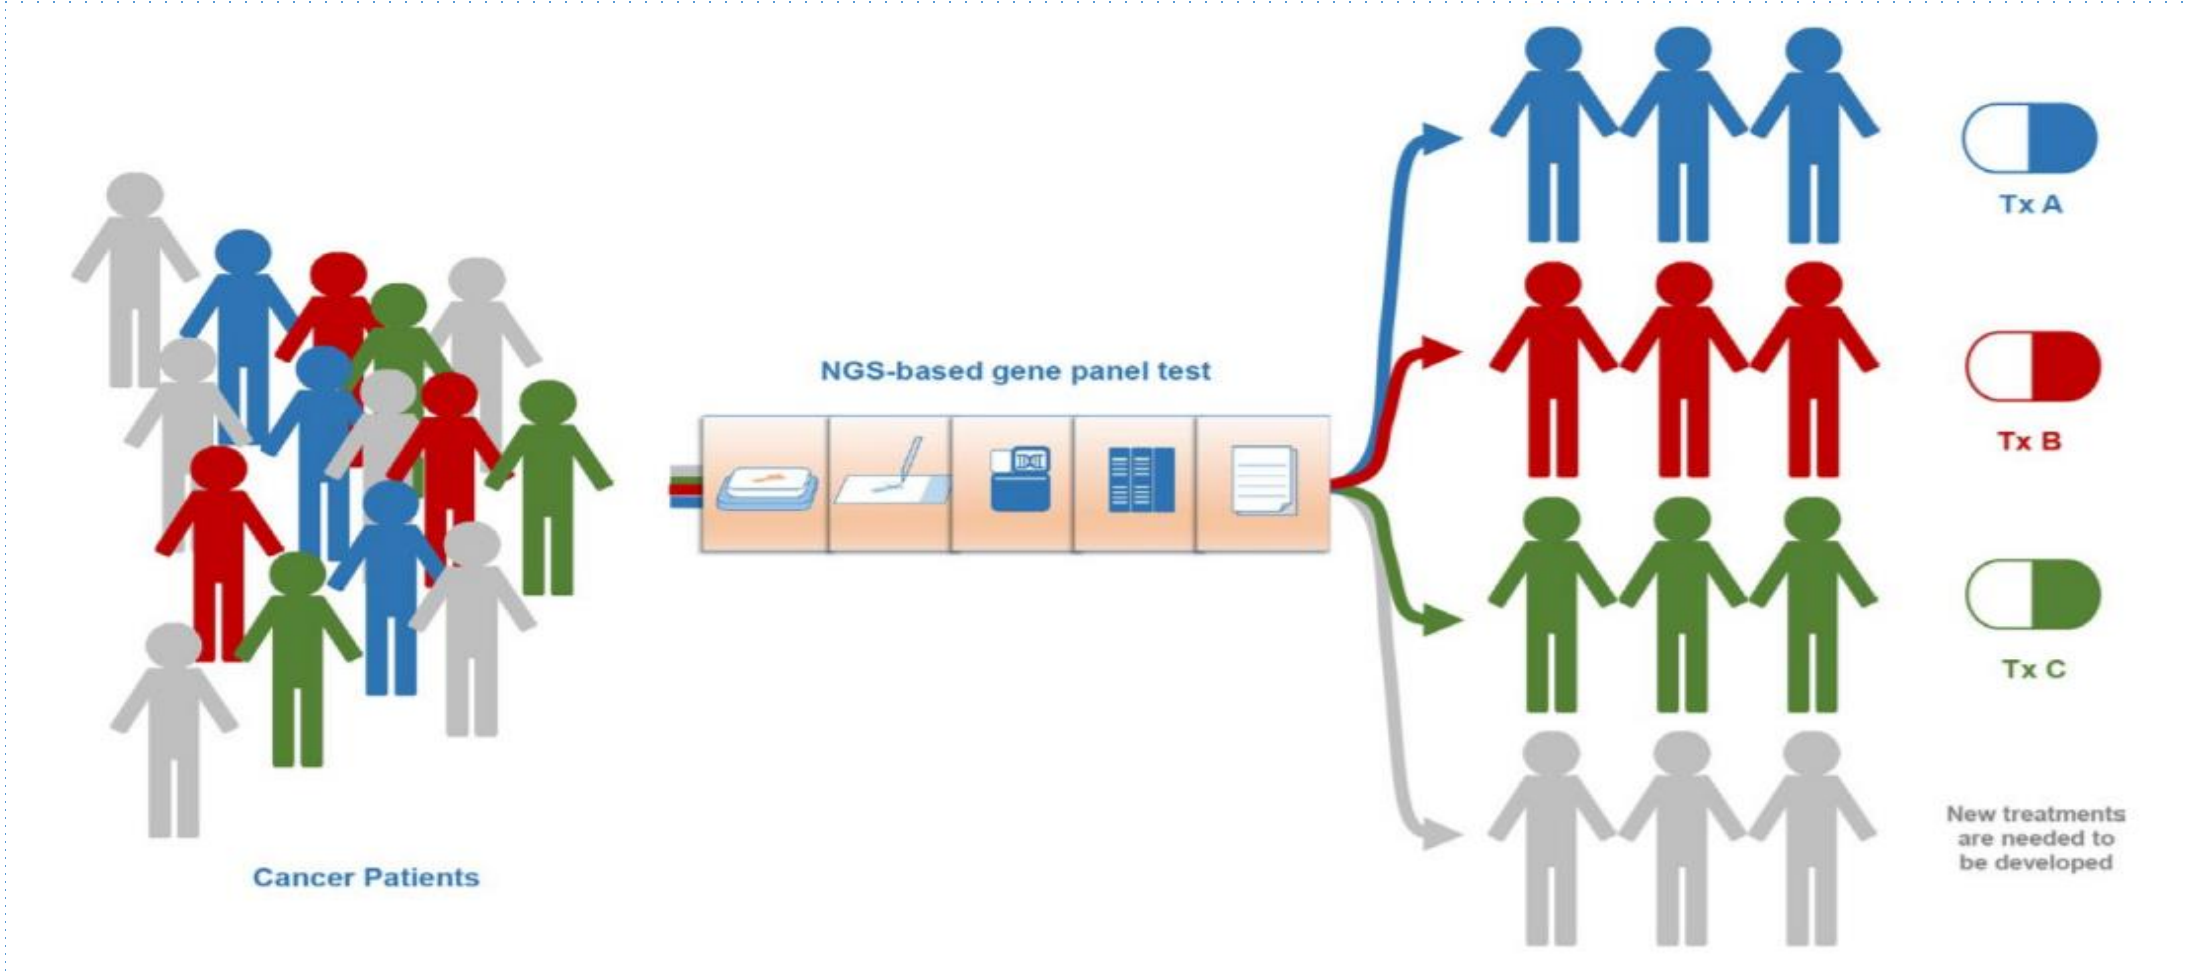 Cancer Patients
NGS-based gene panel test
Tx A
Tx B
Tx C
New treatments
are needed to
be developed